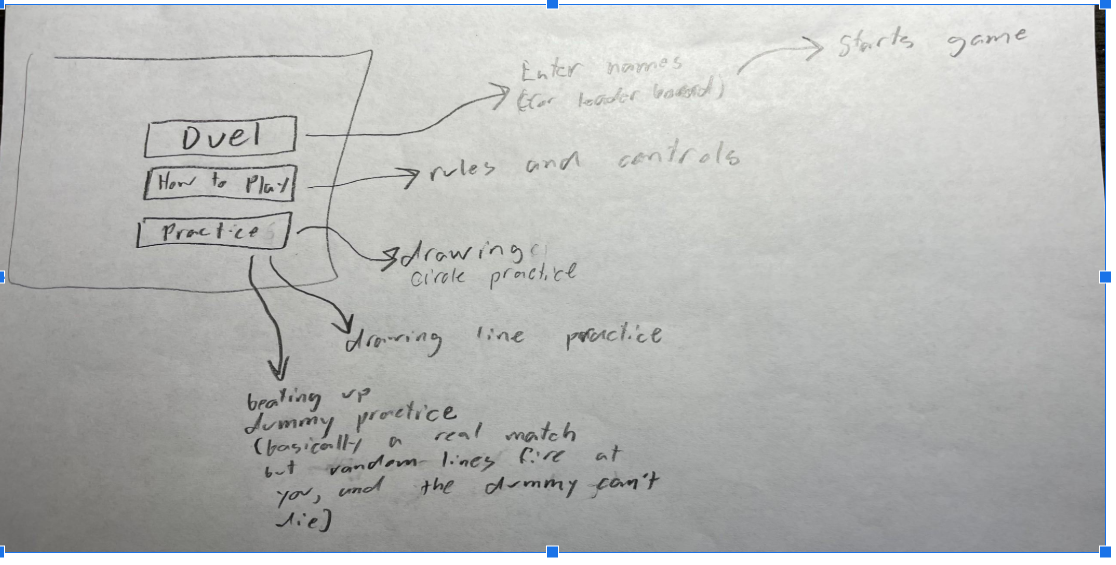 Duel
How to Play
Practice
Enter names
(for leader board)
Starts game
rules and controls
drawing
circle practice
drawing line practice
beating up
dummy practice
(basically a real match
but random lines fire at
you, and the dummy can't
die)